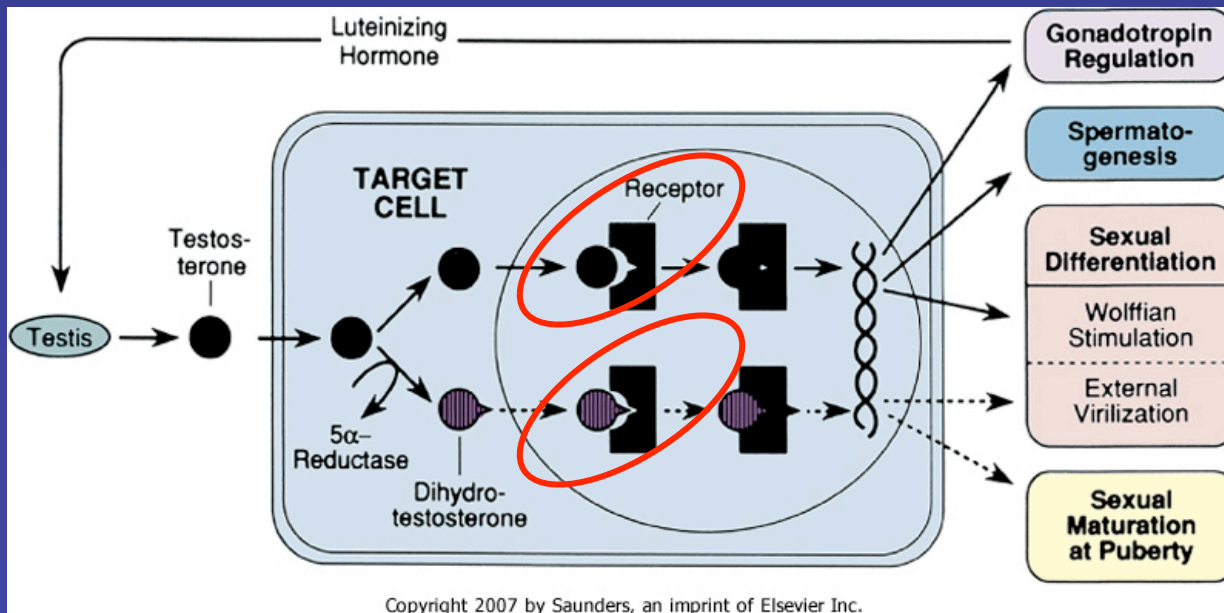 Luteinizing
Hormone
Gonadotropin
Regulation
Spermato-
genesis
TARGET
CELL
Receptor
Testos-
terone
Sexual
Differentiation
Wolffian
Stimulation
Testis
External
Virilization
5α–
Reductase
Dihydro-
testosterone
Sexual
Maturation
at Puberty
Copyright 2007 by Saunders, an imprint of Elsevier Inc.